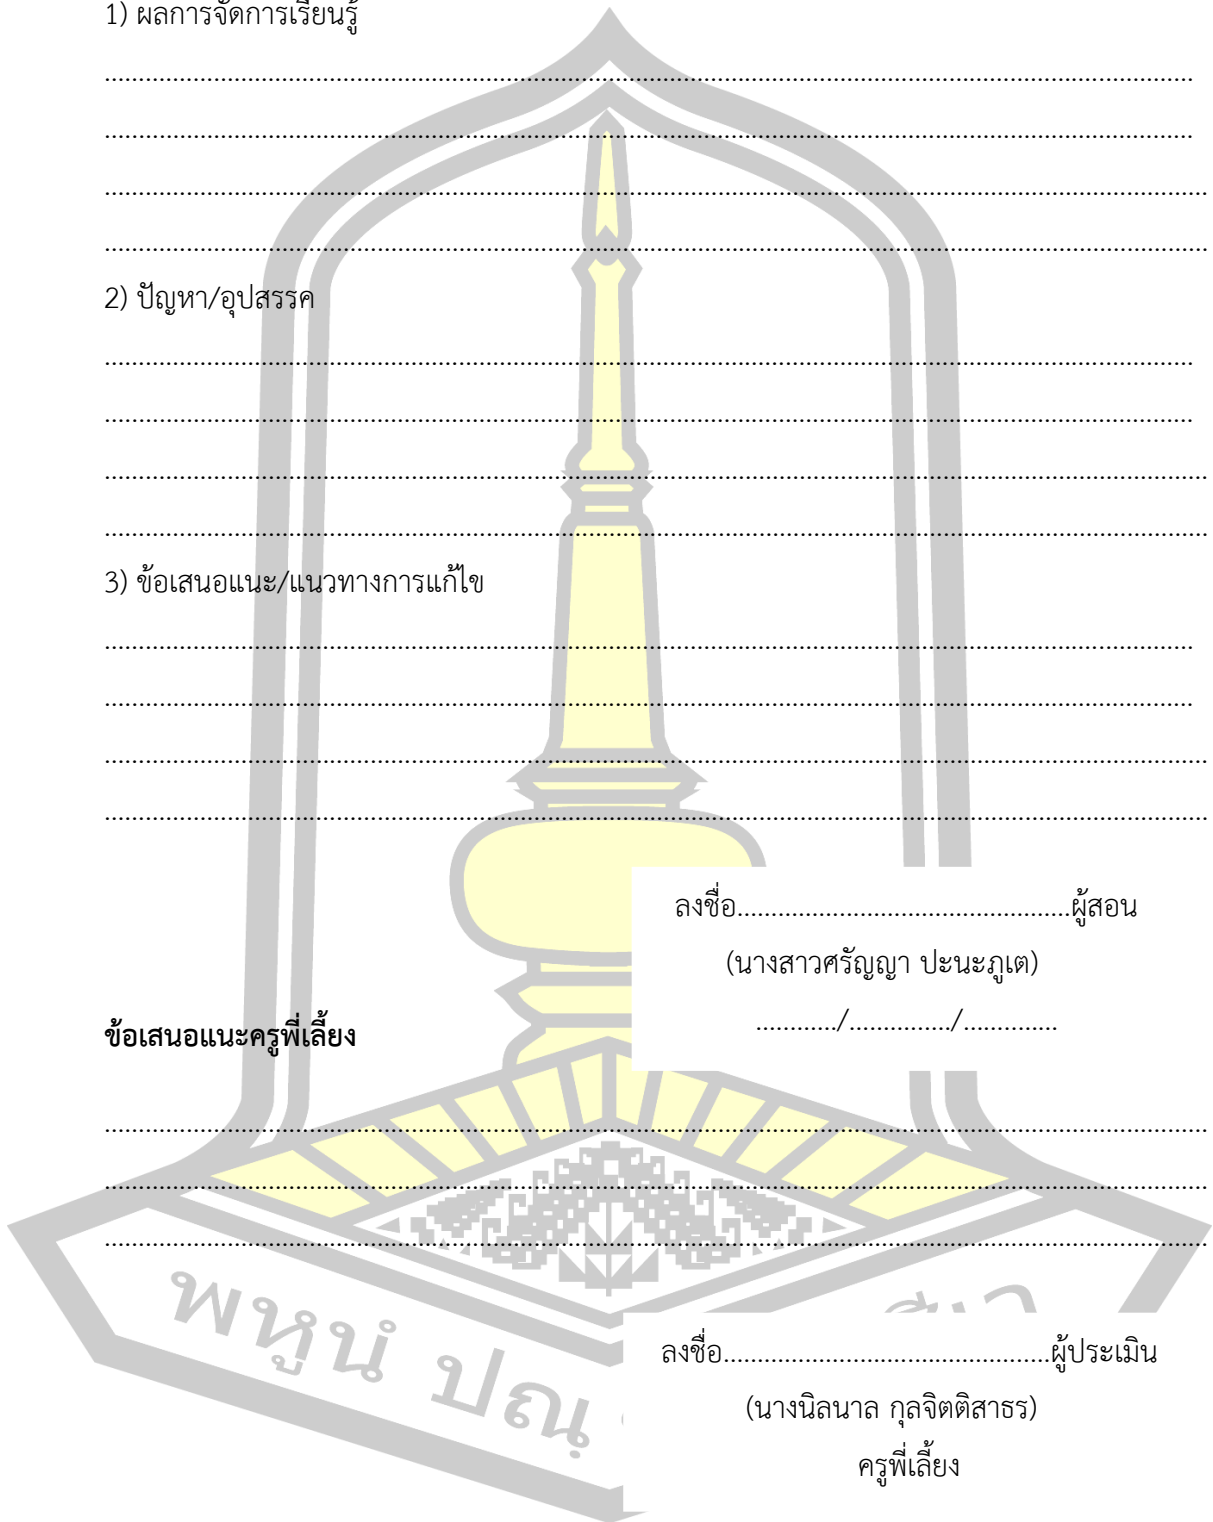 1) ผลการจัดการเรียนรู้
................................................................................
................................................................................
................................................................................
................................................................................
2) ปัญหา/อุปสรรค
................................................................................
................................................................................
................................................................................
................................................................................
3) ข้อเสนอแนะ/แนวทางการแก้ไข
................................................................................
................................................................................
................................................................................
................................................................................
ลงชื่อ.................................................ผู้สอน
(นางสาวศรัญญา ปะนะภูเต)
............/.............../..............
ข้อเสนอแนะครูพี่เลี้ยง
................................................................................
................................................................................
................................................................................
พหูนํ ปณฺ
ลงชื่อ................................................ผู้ประเมิน
(นางนิลนาล กุลจิตติสาธร)
ครูพี่เลี้ยง